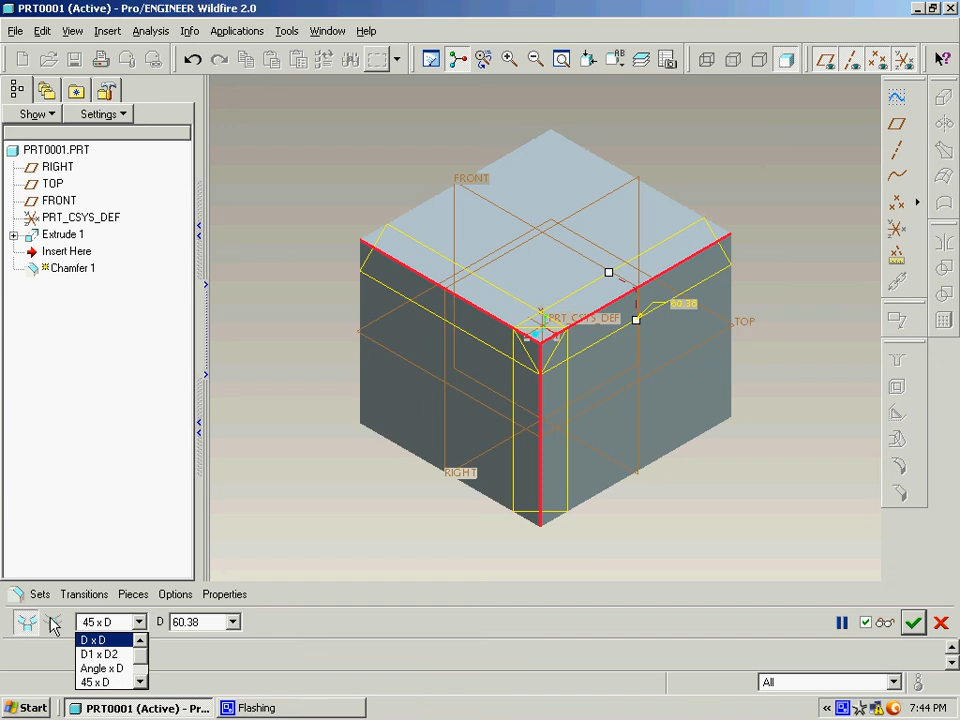 PRT0001 (Active) - Pro/ENGINEER Wildfire 2.0
File Edit View Insert Analysis Info Applications Tools Window Help
Show Settings
PRT0001.PRT
RIGHT
TOP
FRONT
PRT_CSYS_DEF
Extrude 1
Insert Here
Chamfer 1
FRONT
60.38
PRT_CSYS_DEF
TOP
RIGHT
Sets Transitions Pieces Options Properties
45 x D D 60.38
D x D
D1 x D2
Angle x D
45 x D
All
Start PRT0001 (Active) - Pr... Flashing 7:44 PM